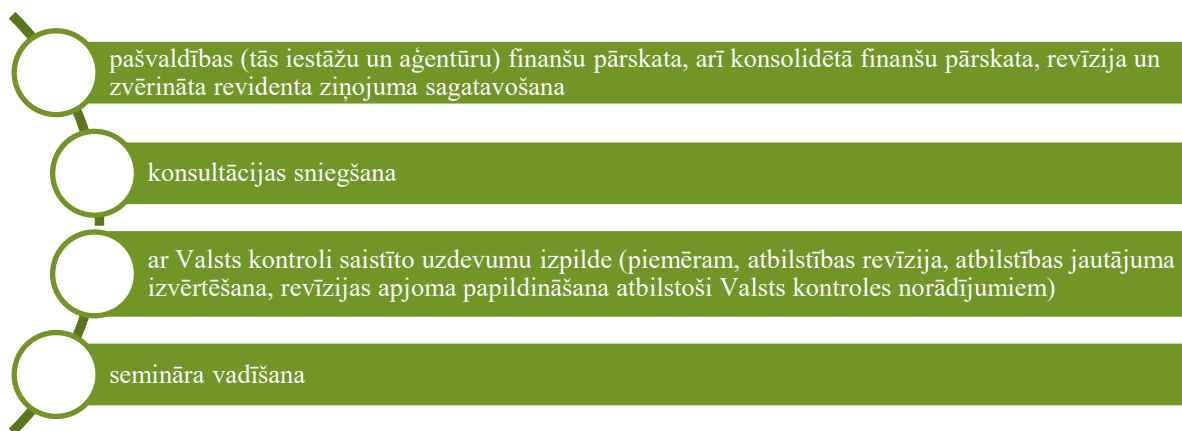 pašvaldības (tās iestāžu un aģentūru) finanšu pārskata, arī konsolidētā finanšu pārskata, revīzija un
zvērināta revidenta ziņojuma sagatavošana
konsultācijas sniegšana
ar Valsts kontroli saistīto uzdevumu izpilde (piemēram, atbilstības revīzija, atbilstības jautājuma
izvērtēšana, revīzijas apjoma papildināšana atbilstoši Valsts kontroles norādījumiem)
semināra vadīšana